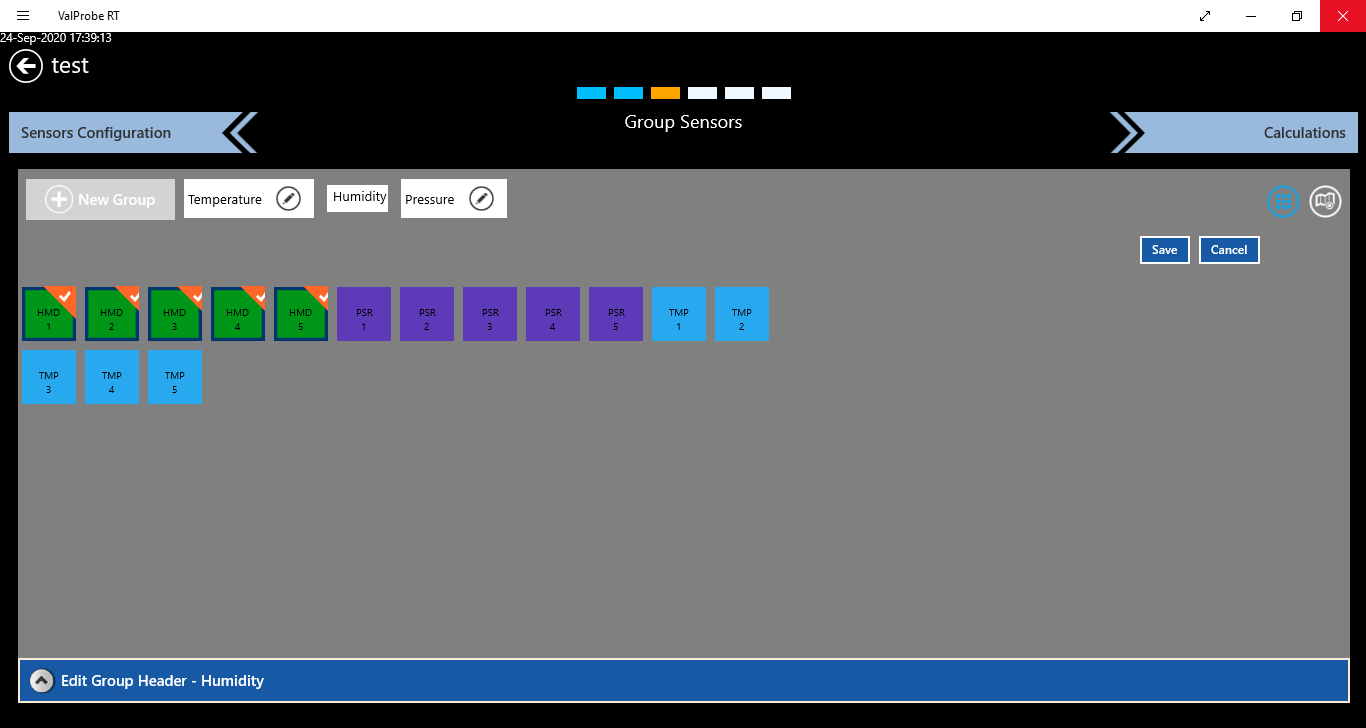 ValProbe RT
24-Sep-2020 17:39:13
test
Sensors Configuration
Group Sensors
Calculations
New Group
Temperature
Humidity
Pressure
Save
Cancel
HMD
1
HMD
2
HMD
3
HMD
4
HMD
5
PSR
1
PSR
2
PSR
3
PSR
4
PSR
5
TMP
1
TMP
2
TMP
3
TMP
4
TMP
5
Edit Group Header - Humidity